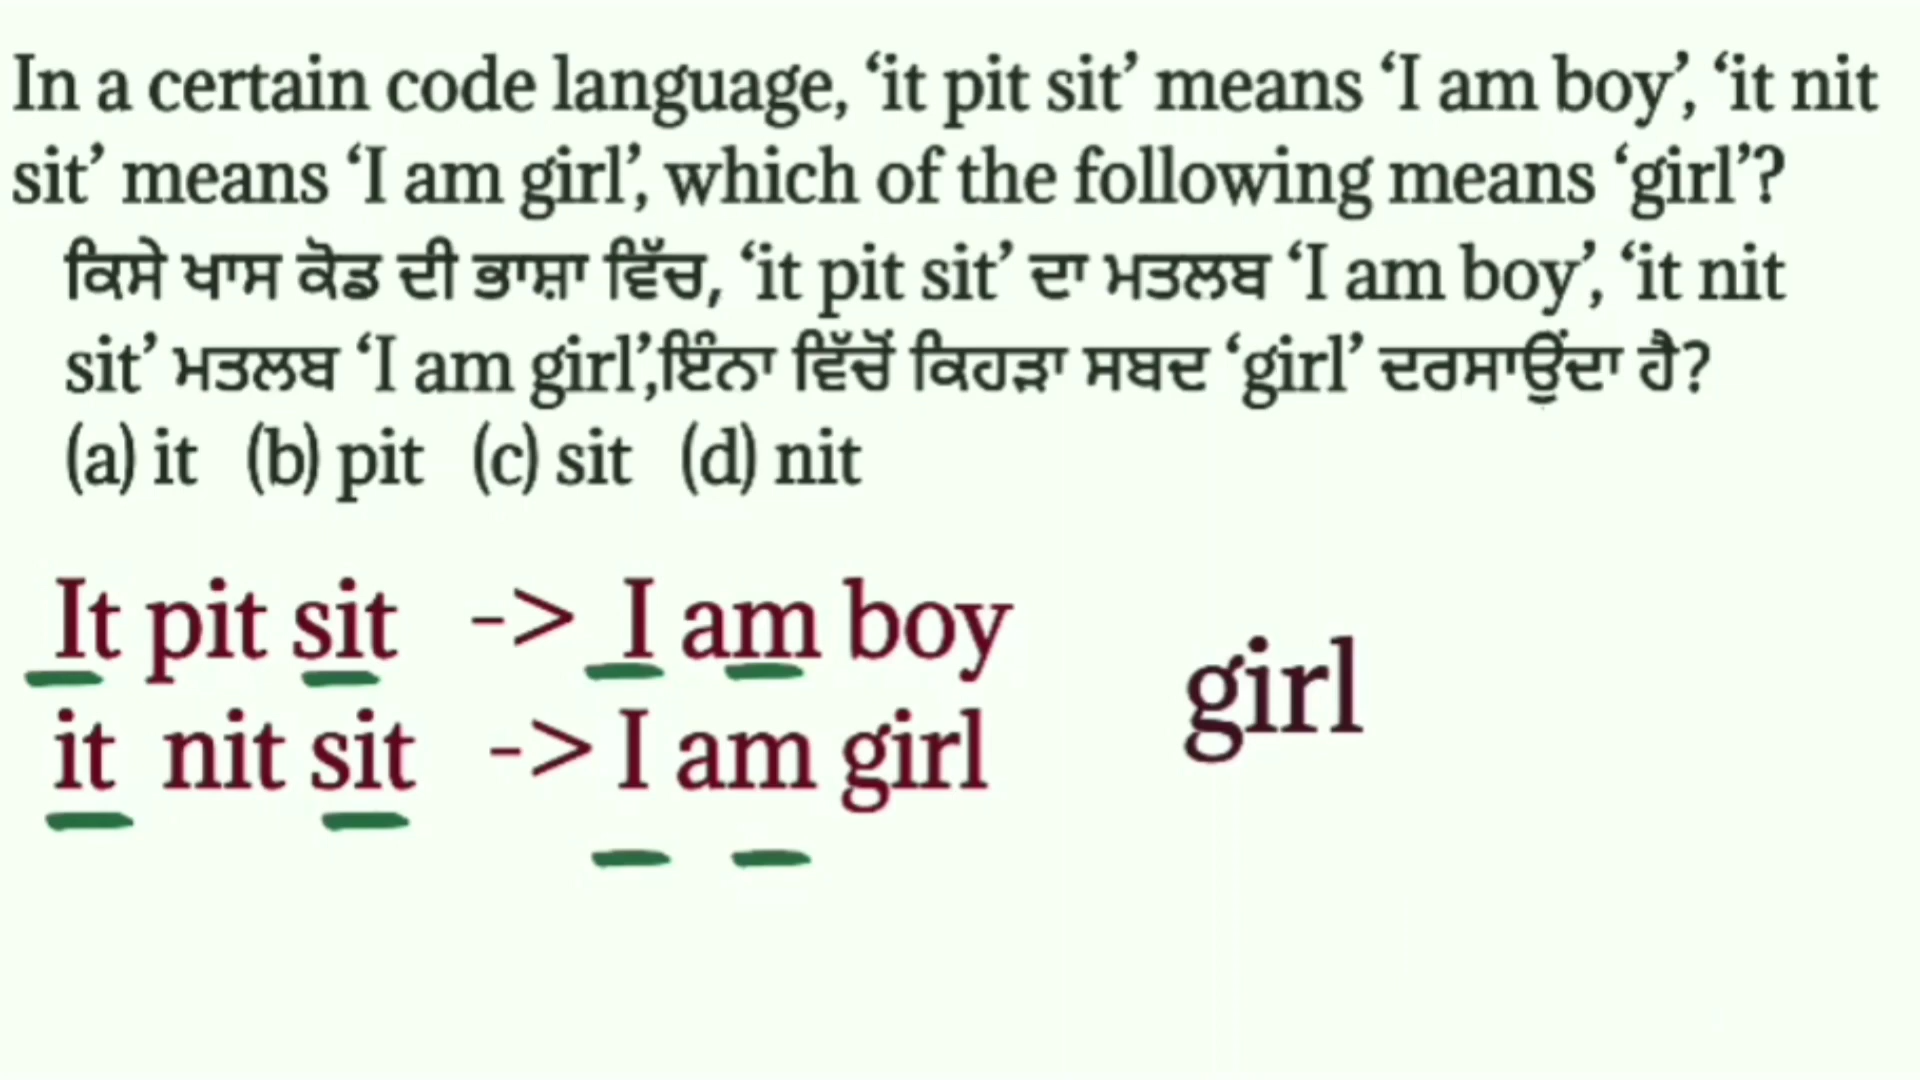 In a certain code language, ‘it pit sit’ means ‘I am boy’, ‘it nit
sit’ means ‘I am girl’, which of the following means ‘girl’?
ਕਿਸੇ ਖਾਸ ਕੋਡ ਦੀ ਭਾਸ਼ਾ ਵਿੱਚ, ‘it pit sit’ ਦਾ ਮਤਲਬ ‘I am boy’, ‘it nit
sit’ ਮਤਲਬ ‘I am girl’,ਇੰਨਾ ਵਿੱਚੋਂ ਕਿਹੜਾ ਸਬਦ ‘girl’ ਦਰਸਾਉਂਦਾ ਹੈ?
(a) it (b) pit (c) sit (d) nit
It pit sit -> I am boy
it nit sit -> I am girl
girl